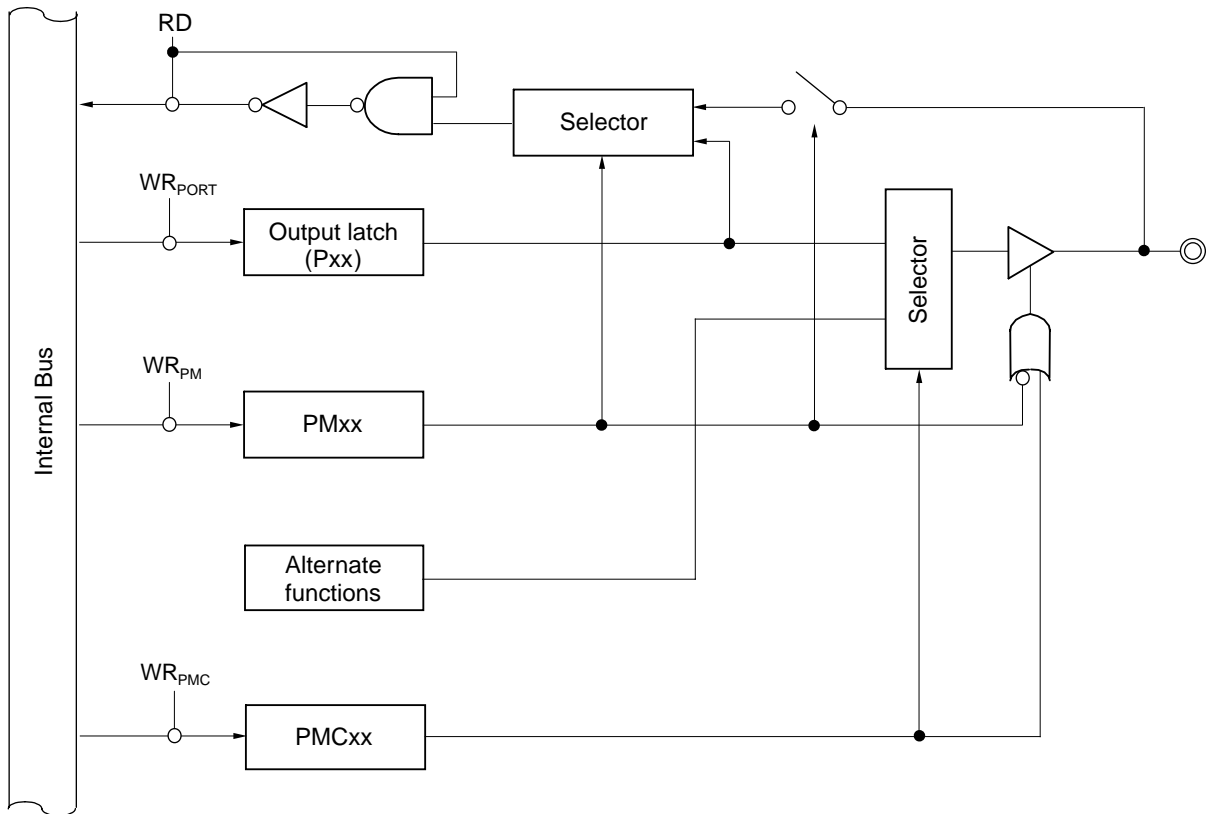 RD
Selector
WRPORT
Output latch
(Pxx)
Selector
Internal Bus
WRPM
PMxx
Alternate
functions
WRPMC
PMCxx